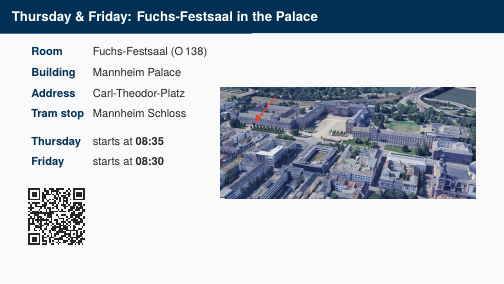 Thursday & Friday: Fuchs-Festsaal in the Palace
Room Fuchs-Festsaal (O 138)
Building Mannheim Palace
Address Carl-Theodor-Platz
Tram stop Mannheim Schloss
Thursday starts at 08:35
Friday starts at 08:30